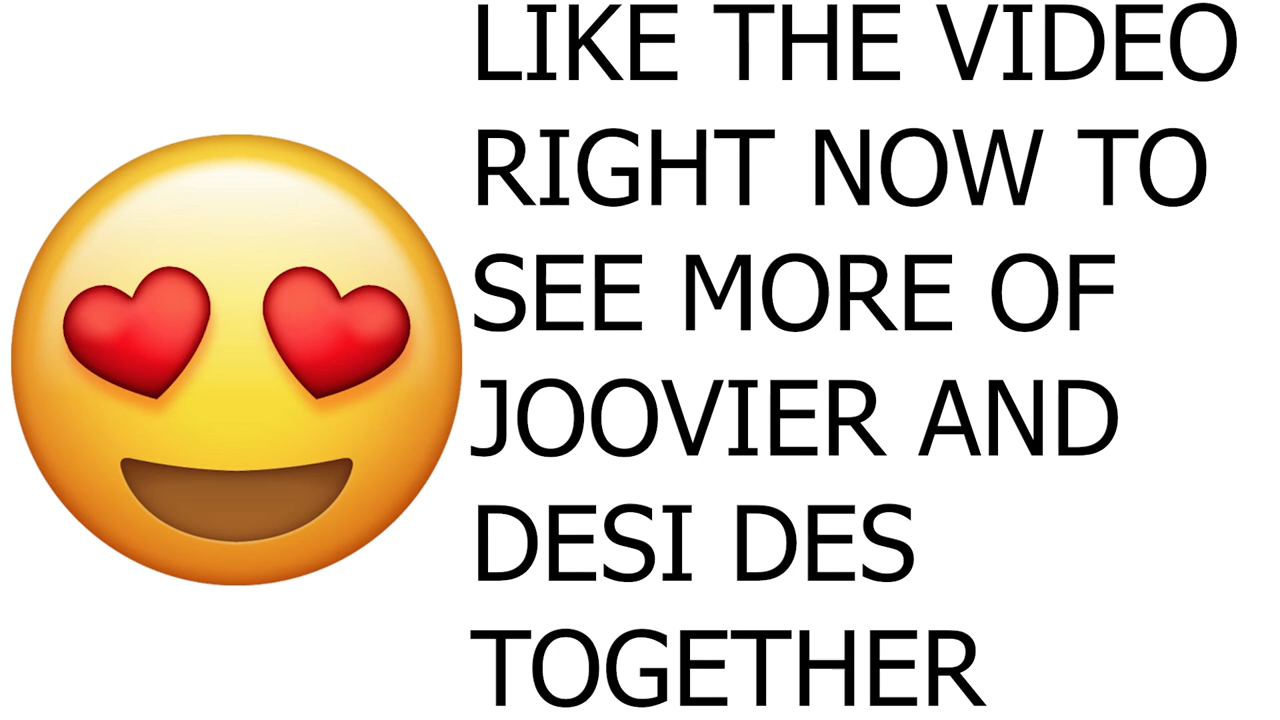 LIKE THE VIDEO
RIGHT NOW TO
SEE MORE OF
JOOVIER AND
DESI DES
TOGETHER